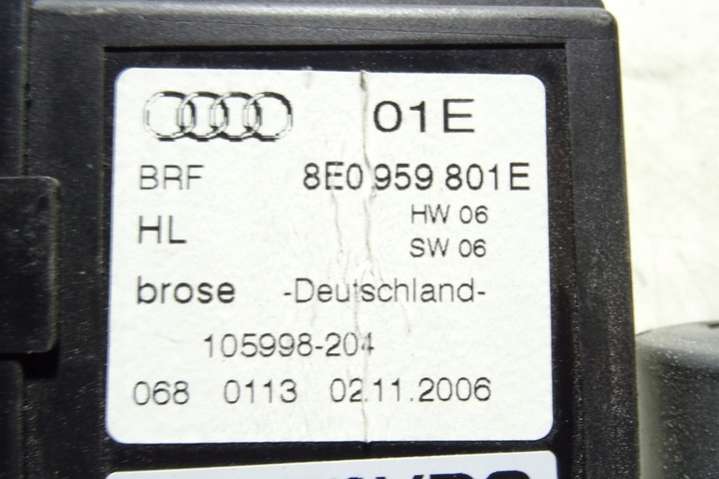 01E
BRF 8E0 959 801E
HL HW 06
SW 06
brose -Deutschland-
105998-204
068 0113 02.11.2006